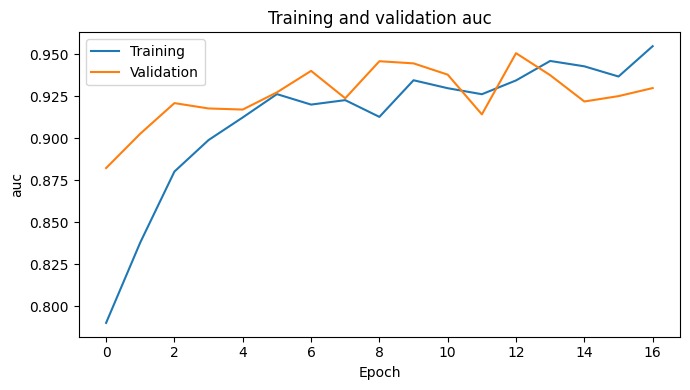 Training and validation auc
Training
Validation
auc
0.950
0.925
0.900
0.875
0.850
0.825
0.800
0 2 4 6 8 10 12 14 16
Epoch